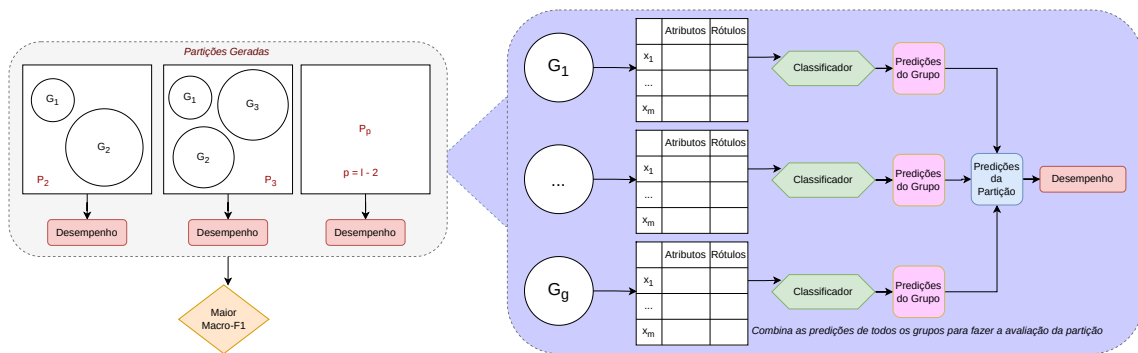 Partições Geradas
G1
G2
P2
G1
G3
G2
P3
Pp
p = l - 2
Desempenho
Desempenho
Desempenho
Maior
Macro-F1
G1
Atributos Rótulos
x1
...
xm
Classificador
Predições
do Grupo
...
Atributos Rótulos
x1
...
xm
Classificador
Predições
do Grupo
Predições
da
Partição
Desempenho
Gg
Atributos Rótulos
x1
...
xm
Classificador
Predições
do Grupo
Combina as predições de todos os grupos para fazer a avaliação da partição